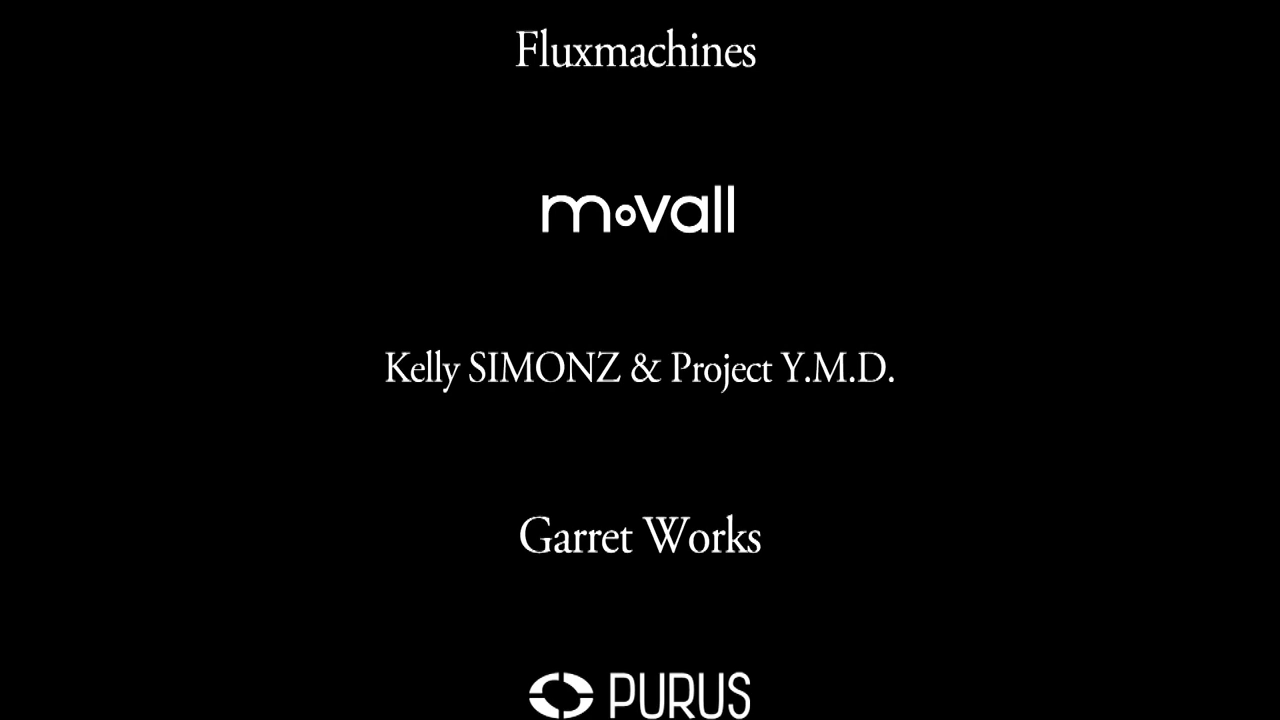 Fluxmachines
movall
Kelly SIMONZ & Project Y.M.D.
Garret Works
PURUS